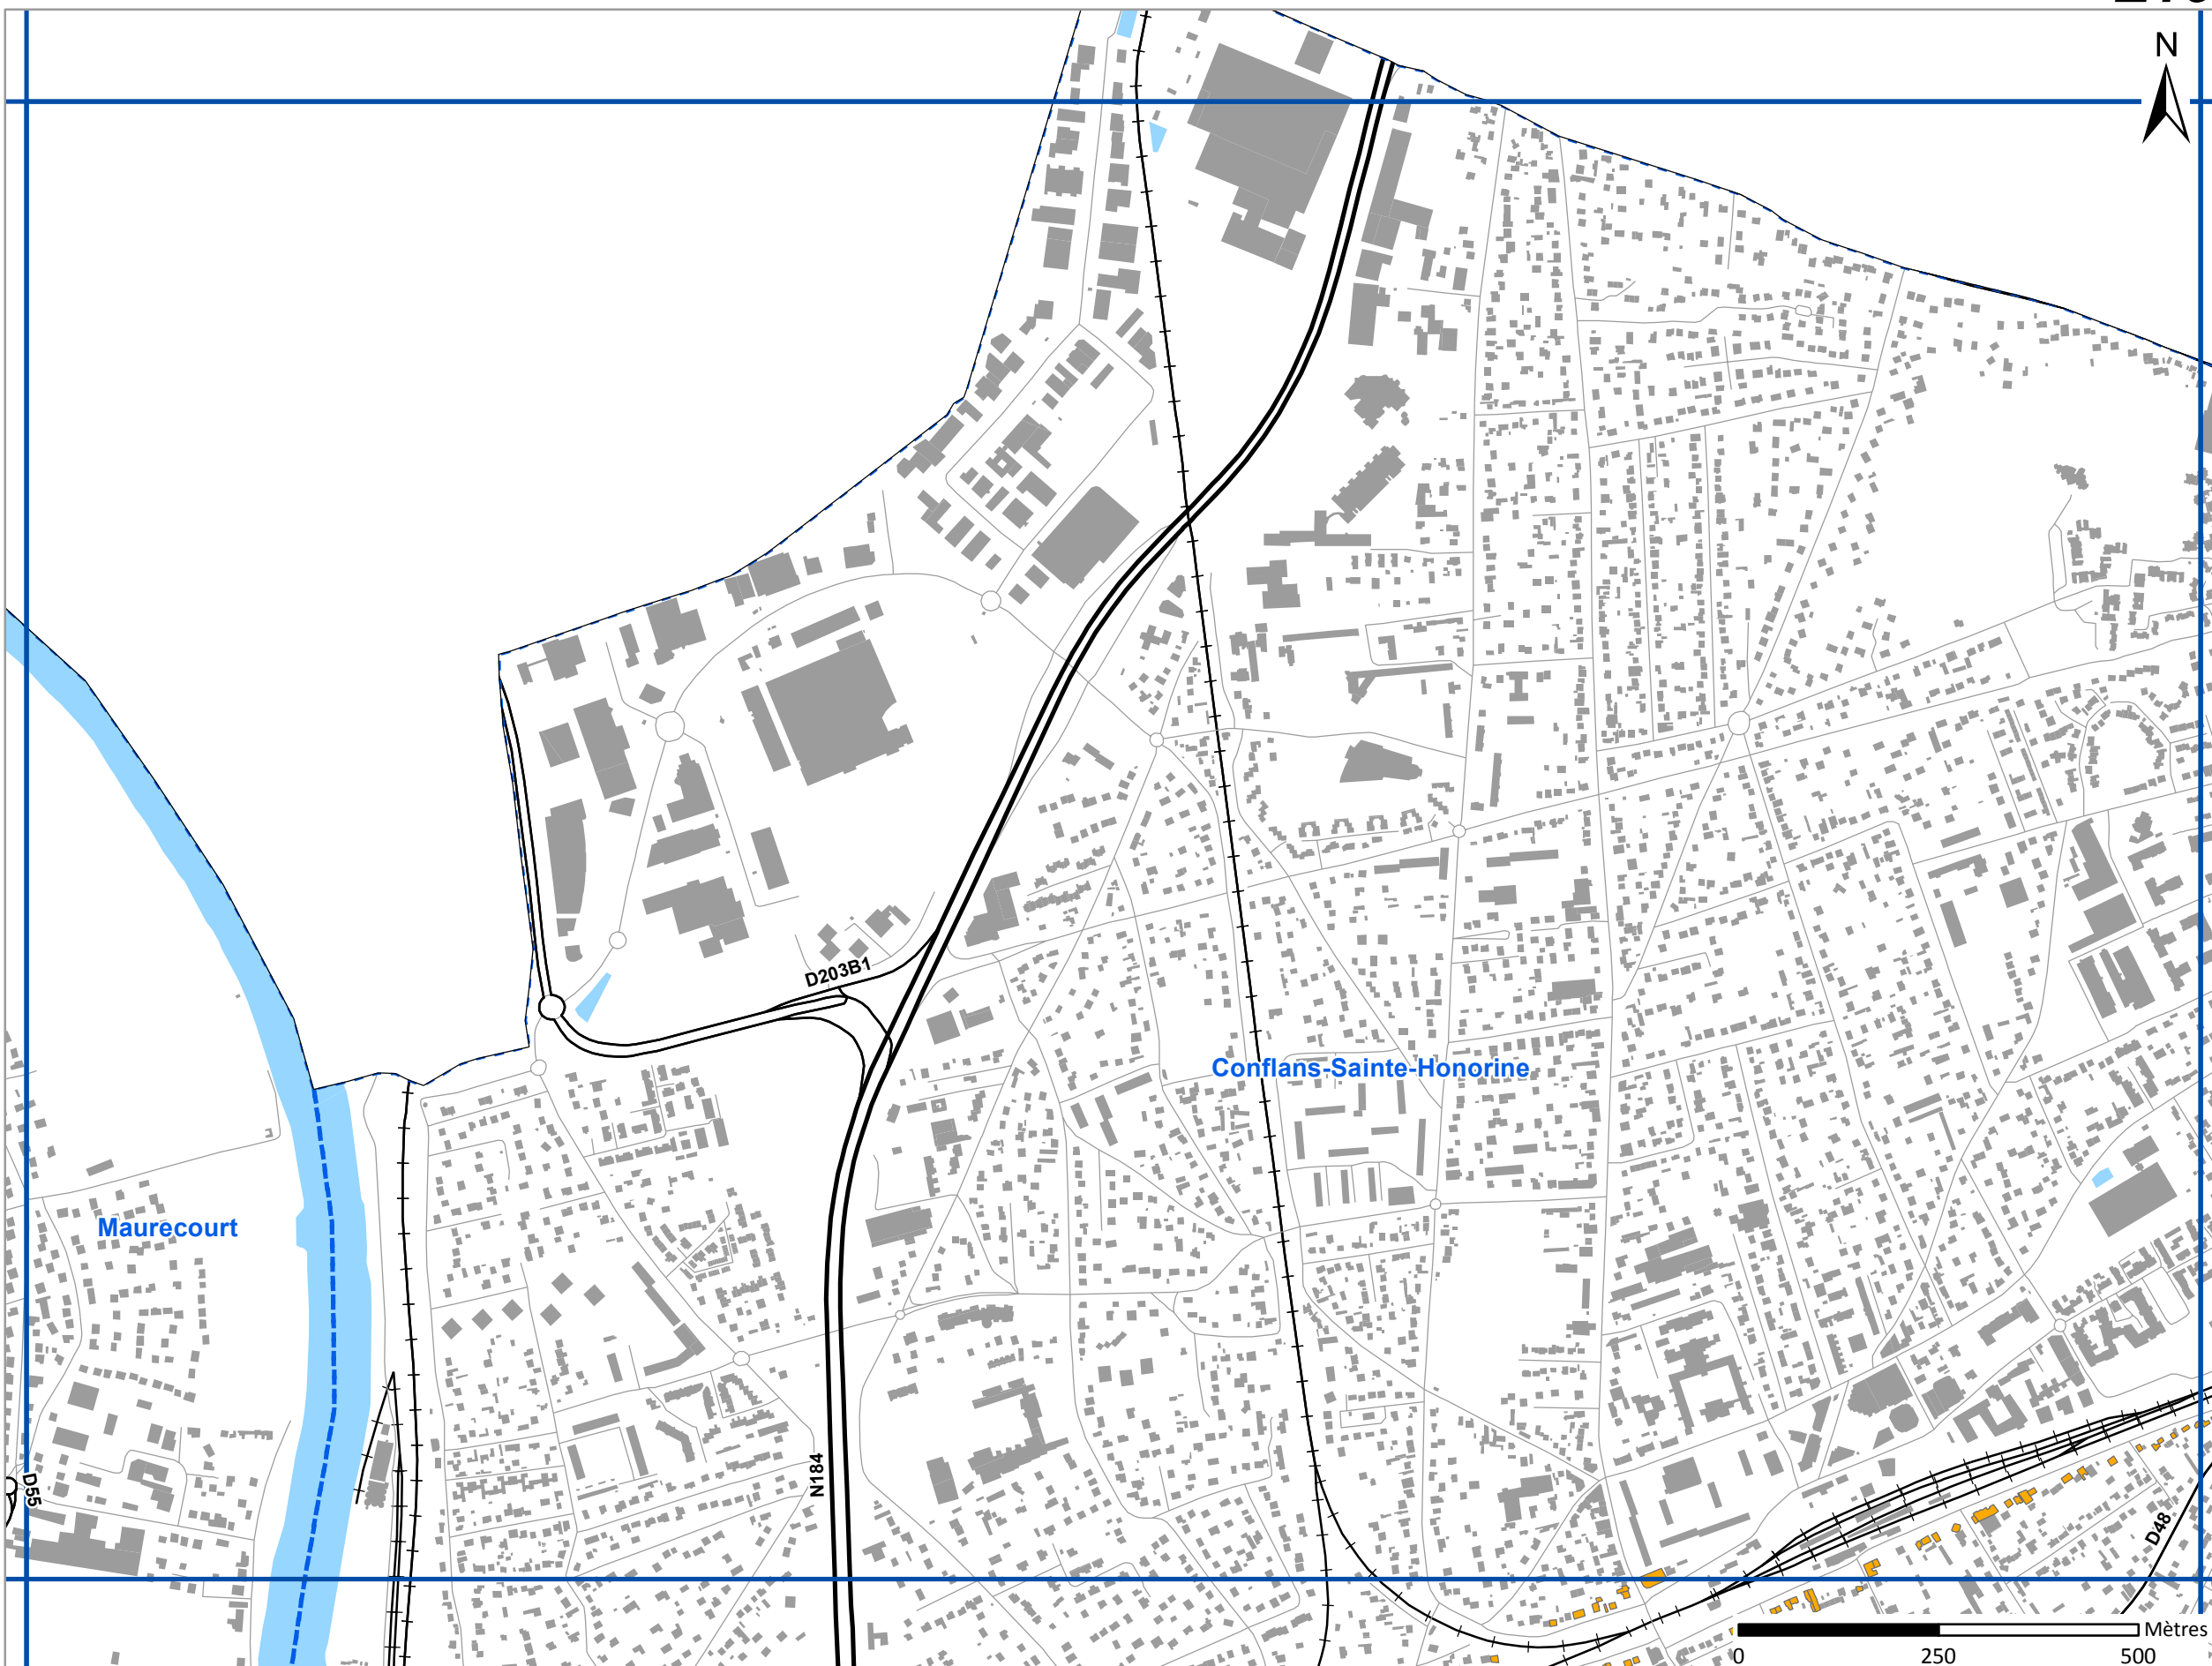 N
D203B1
Conflans-Sainte-Honorine
Maurecourt
N184
D55
D48
Mètres
0
250
500